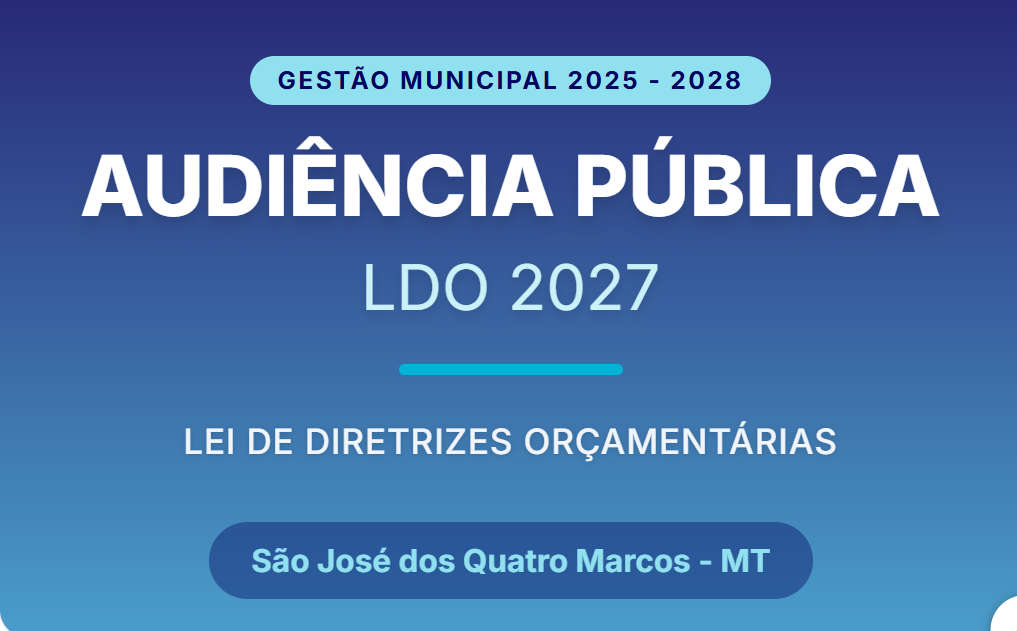 GESTÃO MUNICIPAL 2025 - 2028
AUDIÊNCIA PÚBLICA
LDO 2027
LEI DE DIRETRIZES ORÇAMENTÁRIAS
São José dos Quatro Marcos - MT